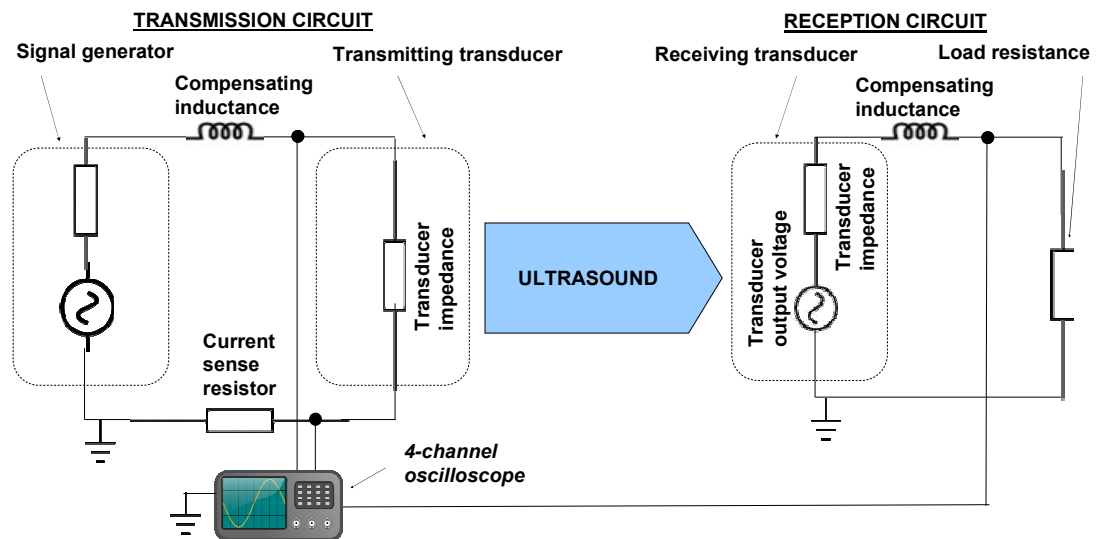 TRANSMISSION CIRCUIT
RECEPTION CIRCUIT
Signal generator
Transmitting transducer
Receiving transducer
Load resistance
Compensating
inductance
Compensating
inductance
Transducer
impedance
ULTRASOUND
Transducer
output voltage
Transducer
impedance
Current
sense
resistor
4-channel
oscilloscope